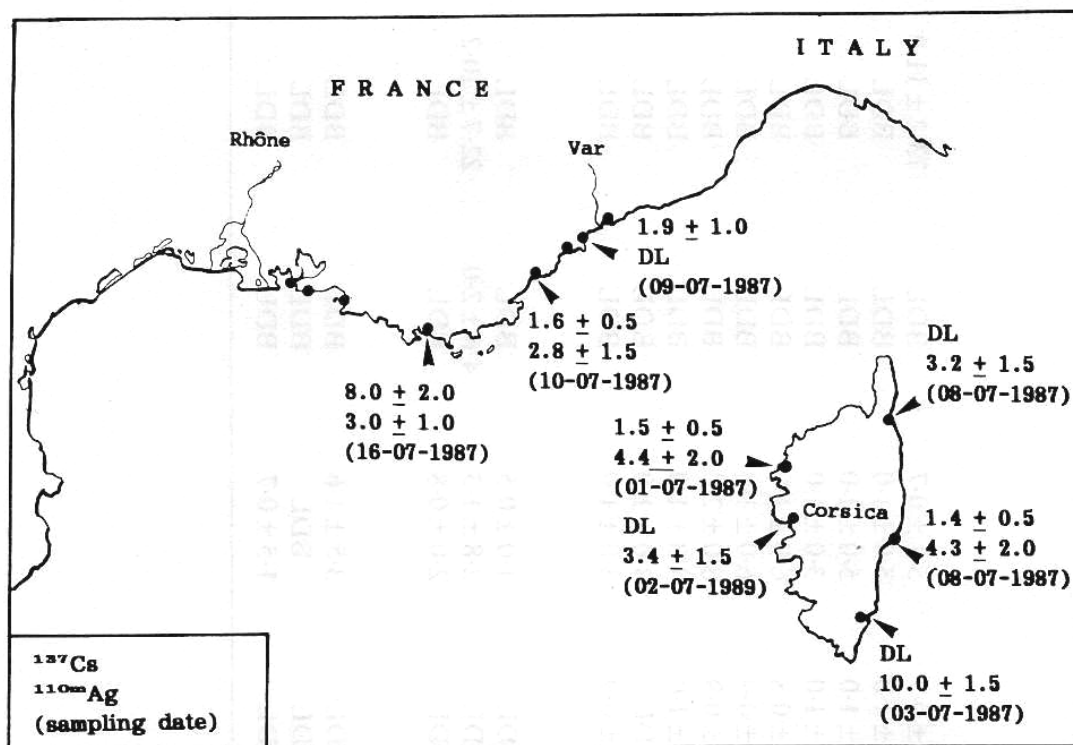 ITALY
FRANCE
Rhône
Var
1.9 ± 1.0
DL
(09-07-1987)
1.6 ± 0.5
2.8 ± 1.5
(10-07-1987)
8.0 ± 2.0
3.0 ± 1.0
(16-07-1987)
DL
3.2 ± 1.5
(08-07-1987)
1.5 ± 0.5
4.4 ± 2.0
(01-07-1987)
Corsica
DL
3.4 ± 1.5
(02-07-1989)
1.4 ± 0.5
4.3 ± 2.0
(08-07-1987)
DL
10.0 ± 1.5
(03-07-1987)
¹³⁷Cs
¹¹⁰ᵐAg
(sampling date)